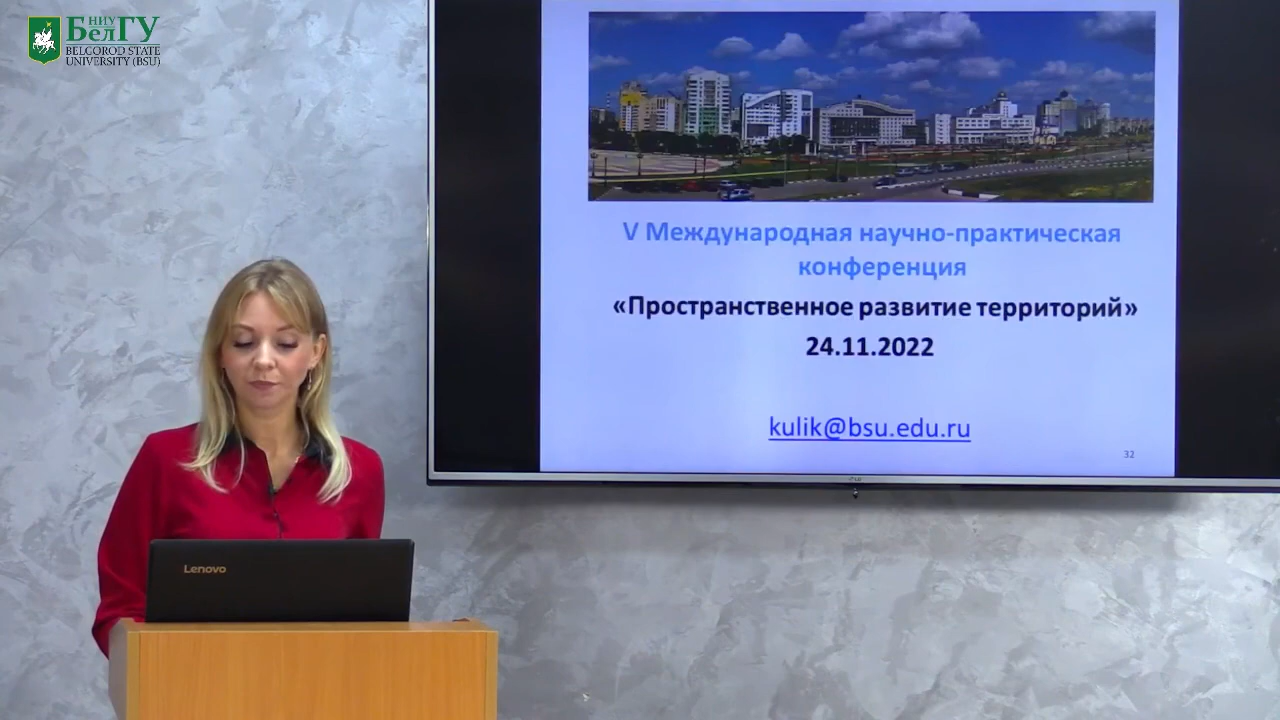 НИУ
БелГУ
BELGOROD STATE
UNIVERSITY (BSU)
V Международная научно-практическая
конференция
«Пространственное развитие территорий»
24.11.2022
kulik@bsu.edu.ru
32
Lenovo